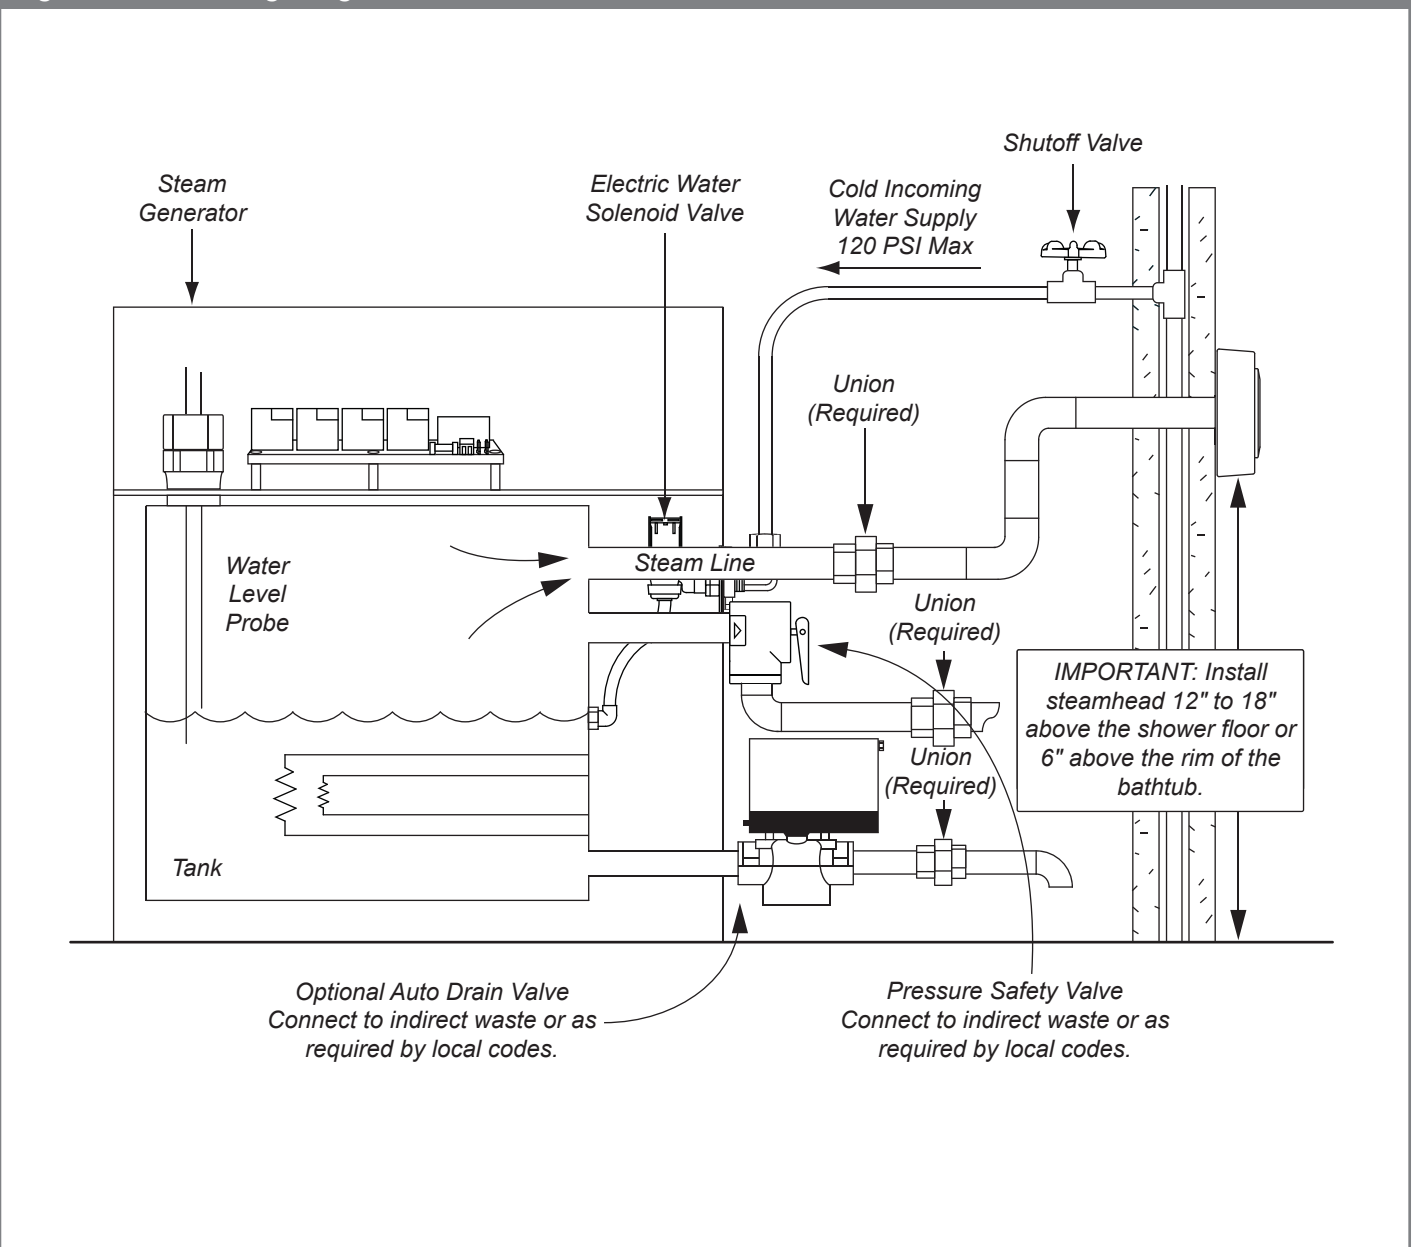 Shutoff Valve
Steam
Generator
Electric Water
Solenoid Valve
Cold Incoming
Water Supply
120 PSI Max
Union
(Required)
Steam Line
Water
Level
Probe
Union
(Required)
IMPORTANT: Install
steamhead 12" to 18"
above the shower floor or
6" above the rim of the
bathtub.
Union
(Required)
Tank
Optional Auto Drain Valve
Connect to indirect waste or as
required by local codes.
Pressure Safety Valve
Connect to indirect waste or as
required by local codes.